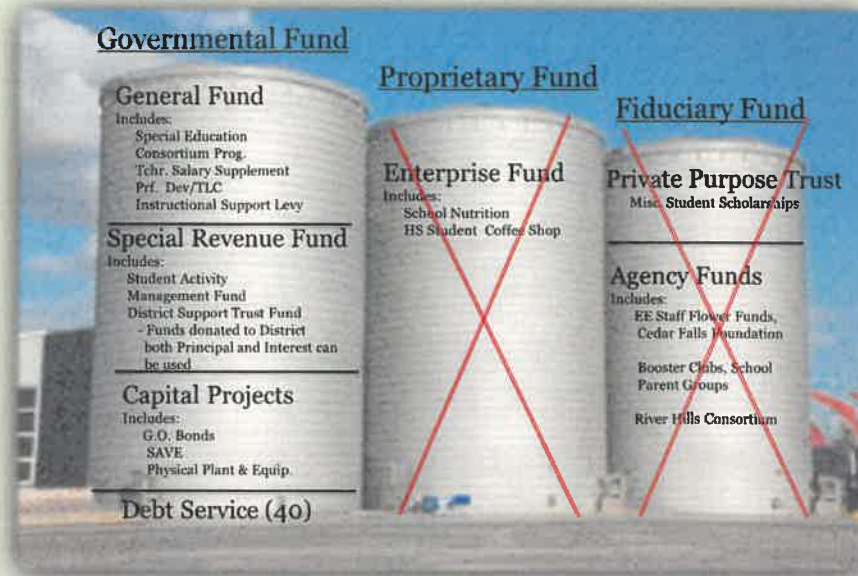 Governmental Fund
General Fund
Includes:
Special Education
Consortium Prog.
Tchr. Salary Supplement
Prf. Dev/TLC
Instructional Support Levy
Special Revenue Fund
Includes:
Student Activity
Management Fund
District Support Trust Fund
- Funds donated to District
both Principal and Interest can
be used
Capital Projects
Includes:
G.O. Bonds
SAVE
Physical Plant & Equip.
Debt Service (40)
Proprietary Fund
Enterprise Fund
Includes:
School Nutrition
HS Student Coffee Shop
Fiduciary Fund
Private Purpose Trust
Misc. Student Scholarships
Agency Funds
Includes:
EE Staff Flower Funds,
Cedar Falls Foundation
Booster Clubs, School
Parent Groups
River Hills Consortium